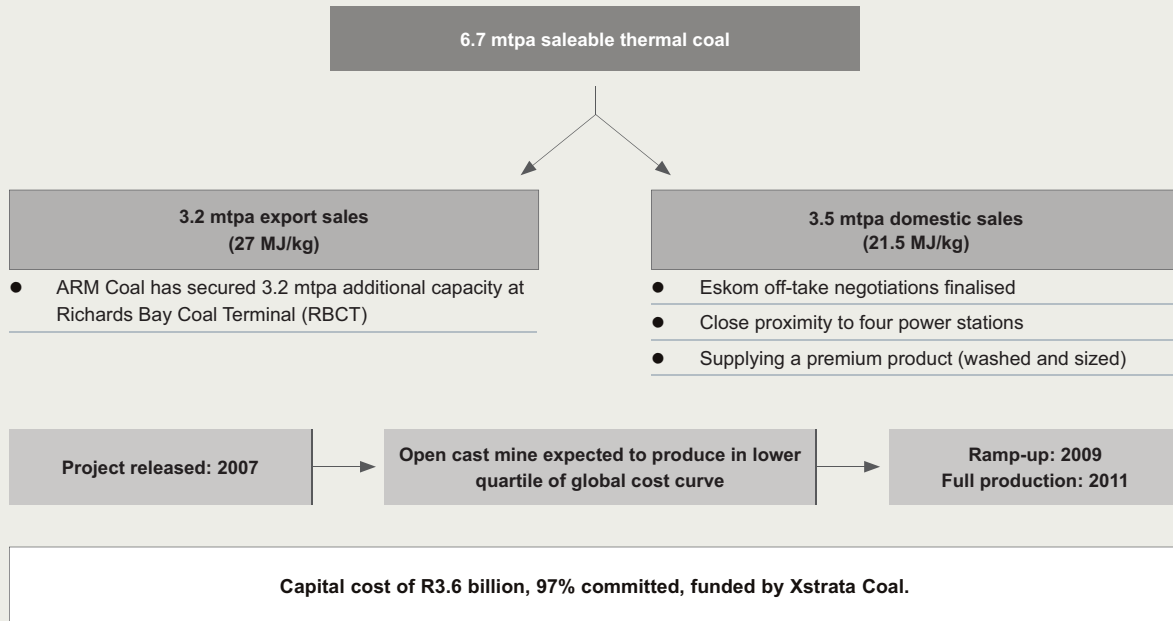 6.7 mtpa saleable thermal coal
3.2 mtpa export sales
(27 MJ/kg)
● ARM Coal has secured 3.2 mtpa additional capacity at
Richards Bay Coal Terminal (RBCT)
3.5 mtpa domestic sales
(21.5 MJ/kg)
● Eskom off-take negotiations finalised
● Close proximity to four power stations
● Supplying a premium product (washed and sized)
Project released: 2007
Open cast mine expected to produce in lower
quartile of global cost curve
Ramp-up: 2009
Full production: 2011
Capital cost of R3.6 billion, 97% committed, funded by Xstrata Coal.